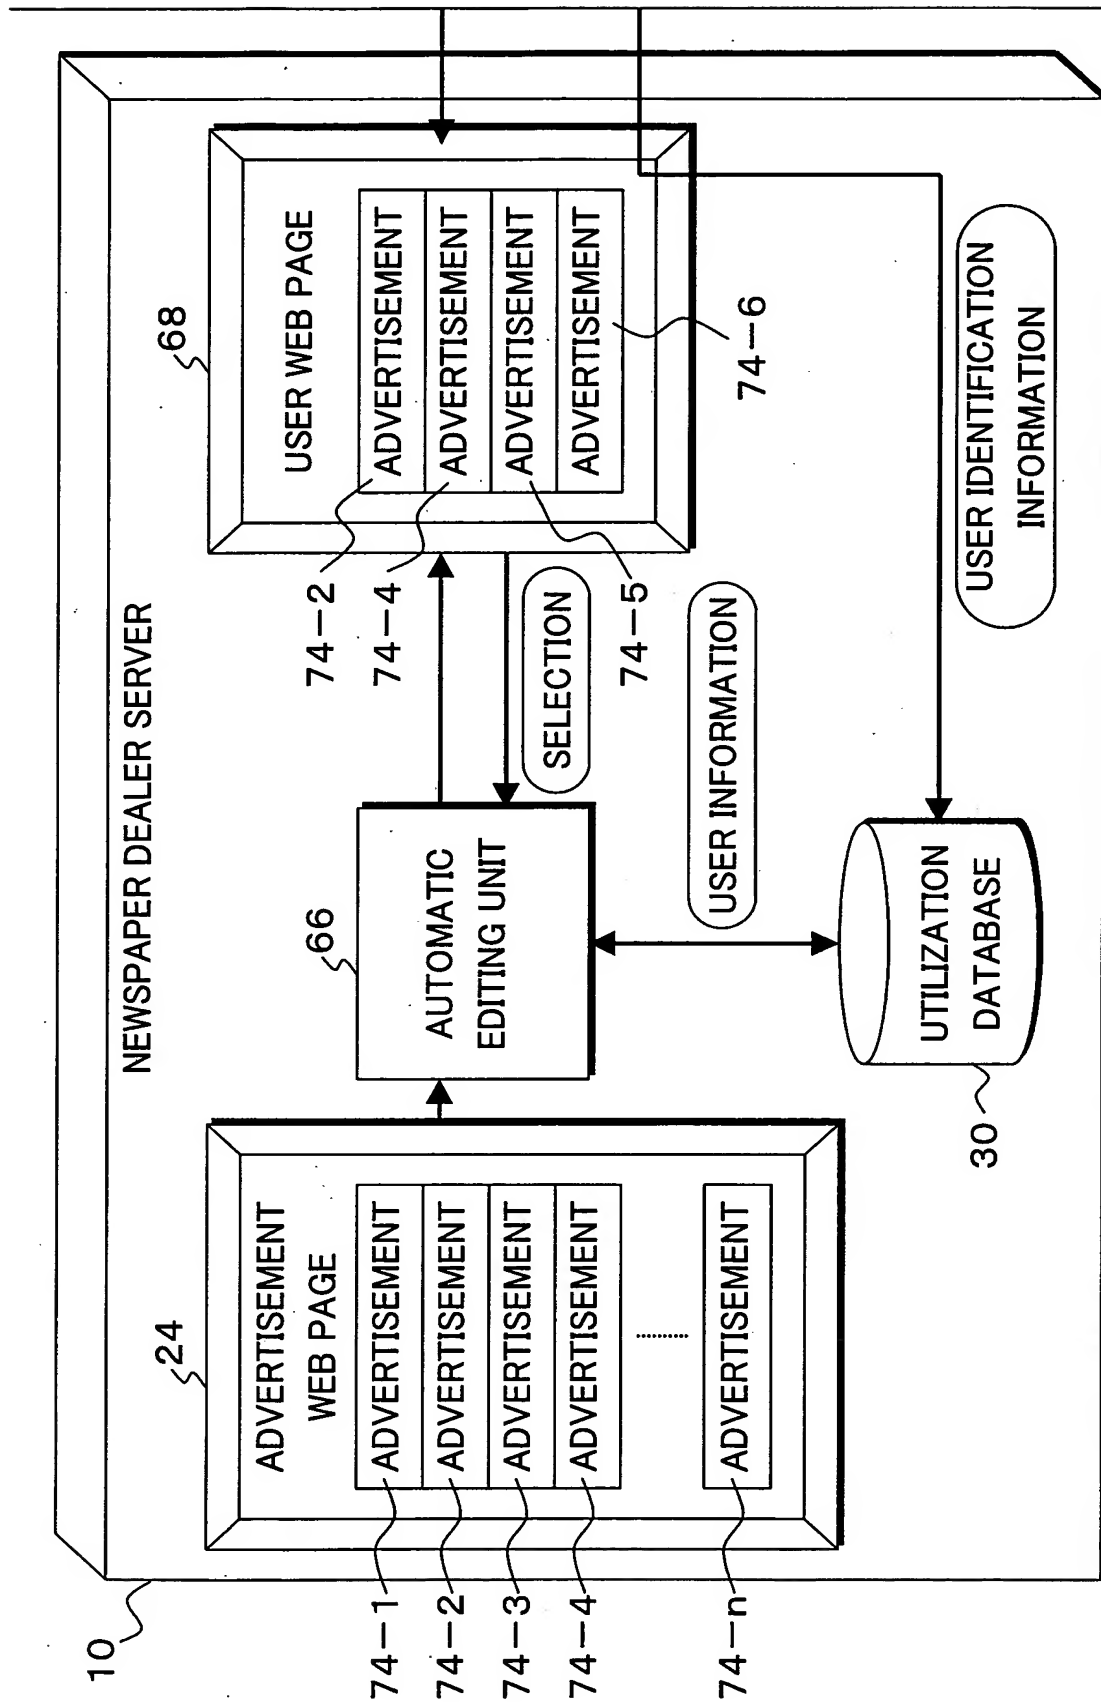 10
NEWSPAPER DEALER SERVER
24
ADVERTISEMENT
WEB PAGE
74-1
ADVERTISEMENT
74-2
ADVERTISEMENT
74-3
ADVERTISEMENT
74-4
ADVERTISEMENT
74-n
ADVERTISEMENT
66
AUTOMATIC
EDITING UNIT
SELECTION
68
USER WEB PAGE
74-2
ADVERTISEMENT
74-4
ADVERTISEMENT
74-5
ADVERTISEMENT
ADVERTISEMENT
74-6
USER INFORMATION
30
UTILIZATION
DATABASE
USER IDENTIFICATION
INFORMATION